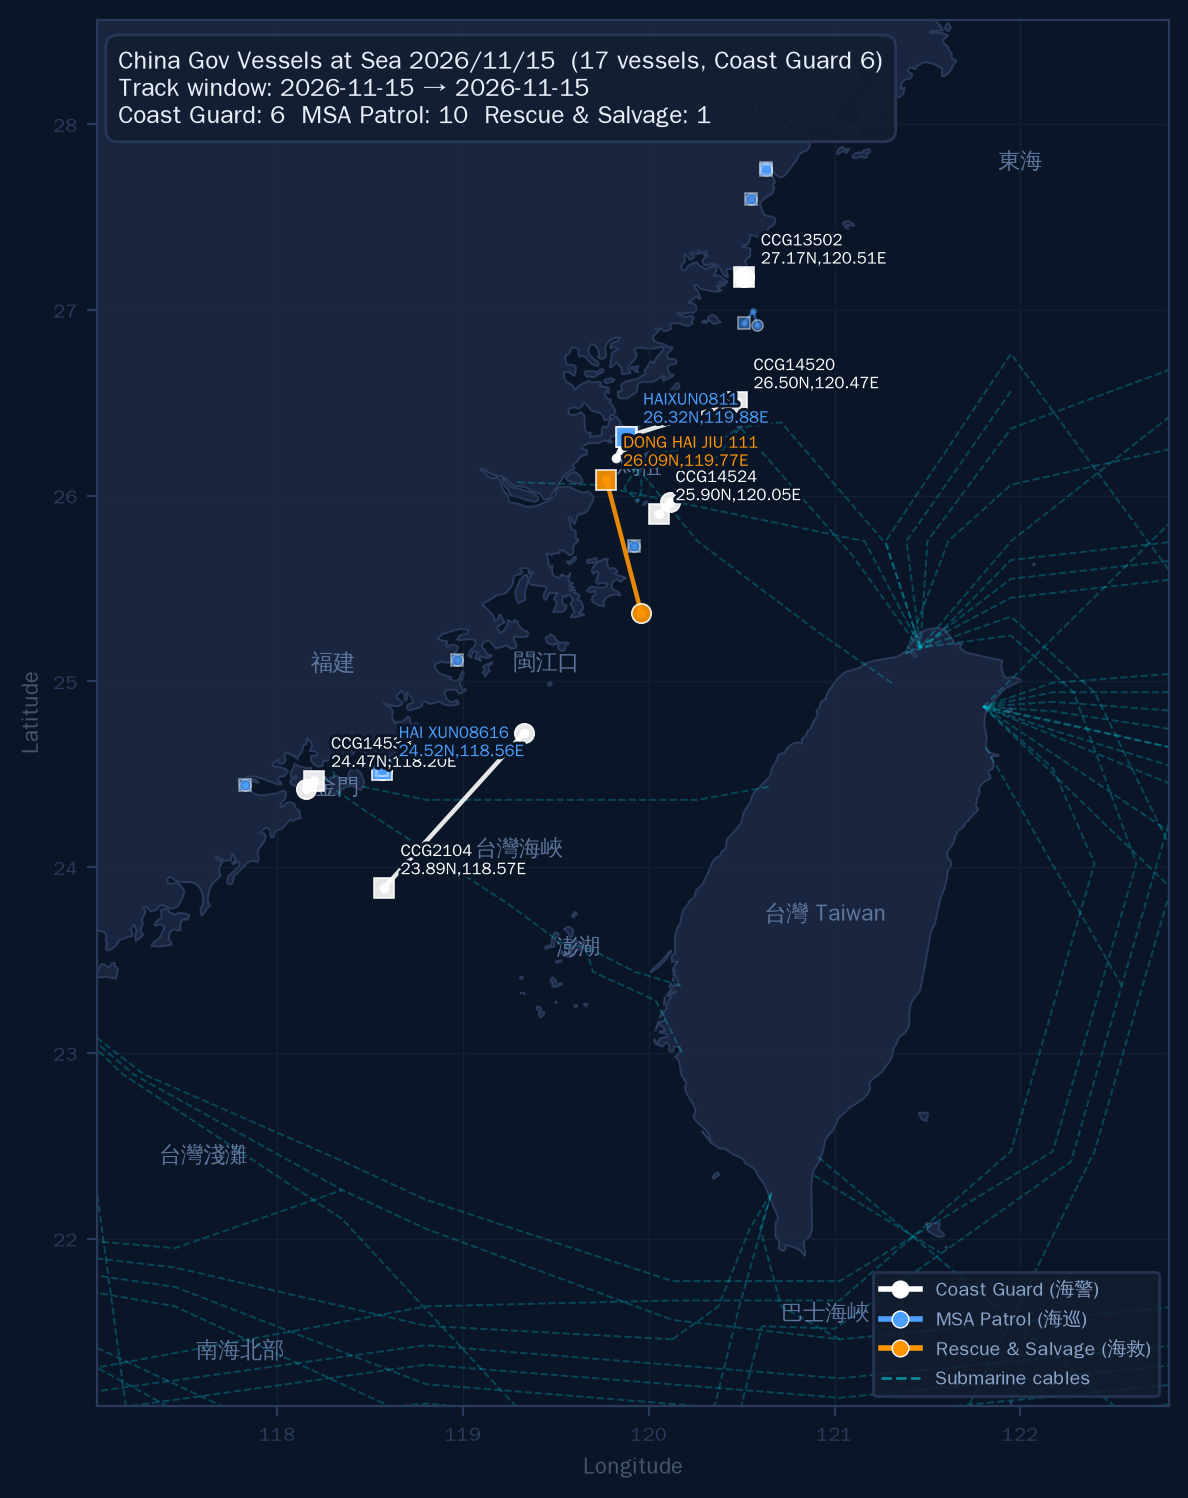 China Gov Vessels at Sea 2026/11/15  (17 vessels, Coast Guard 6)
Track window: 2026-11-15 → 2026-11-15
Coast Guard: 6  MSA Patrol: 10  Rescue & Salvage: 1
28
東海
CCG13502
27.17N,120.51E
27
CCG14520
26.50N,120.47E
HAIXUN0811
26.32N,119.88E
DONG HAI JIU 111
26.09N,119.77E
CCG14524
25.90N,120.05E
26
福建
閩江口
25
Latitude
HAI XUN08616
24.52N,118.56E
24.47N,118.20E
金門
CCG2104
23.89N,118.57E
台灣海峽
24
台灣 Taiwan
澎湖
23
台灣淺灘
22
巴士海峽
南海北部
Coast Guard (海警)
MSA Patrol (海巡)
Rescue & Salvage (海救)
Submarine cables
118
119
120
121
122
Longitude